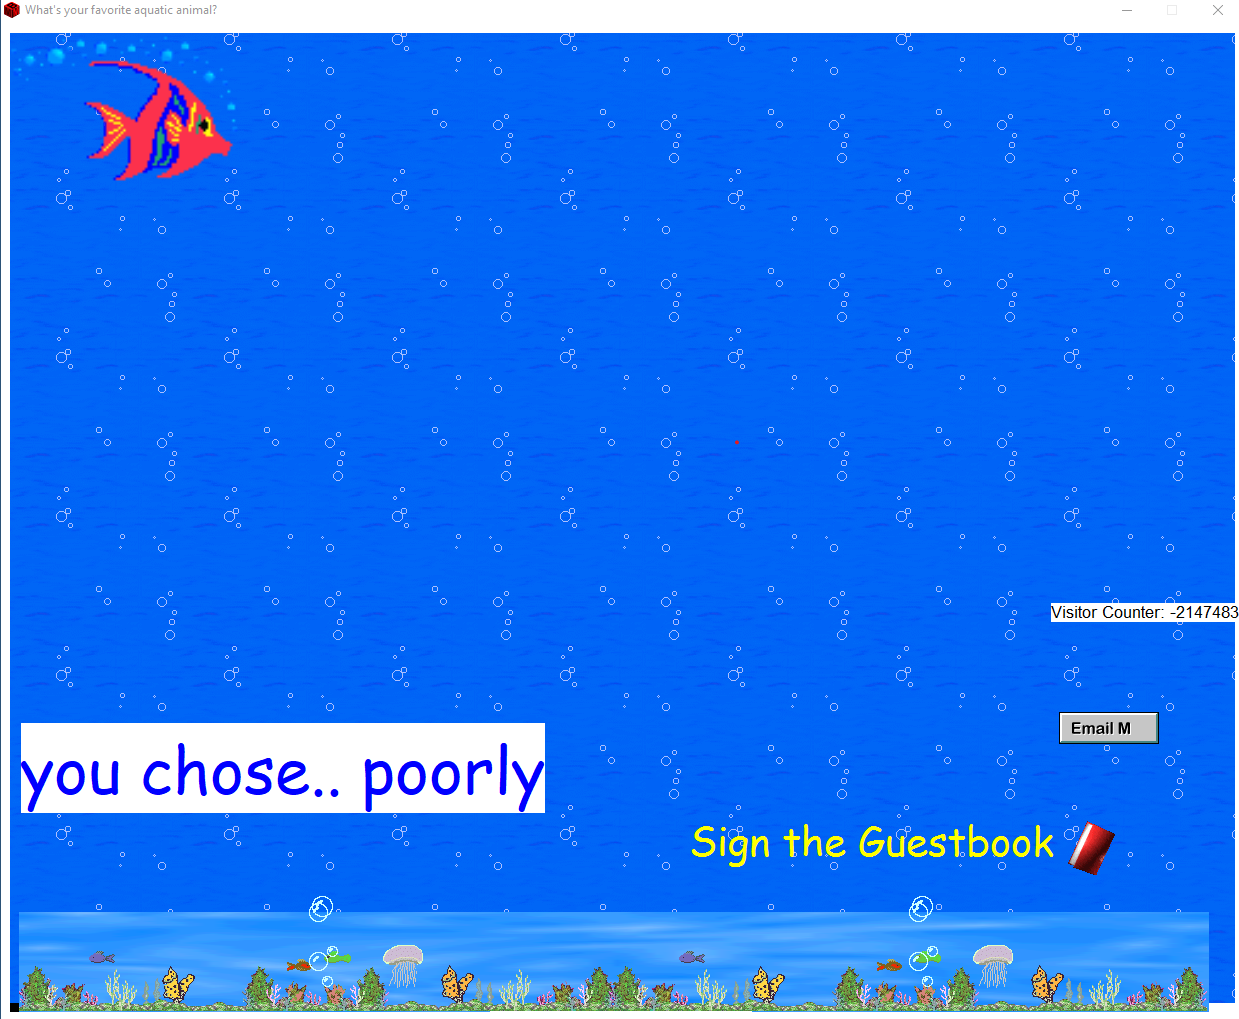 What's your favorite aquatic animal?
Visitor Counter: -2147483
Email M
you chose.. poorly
Sign the Guestbook